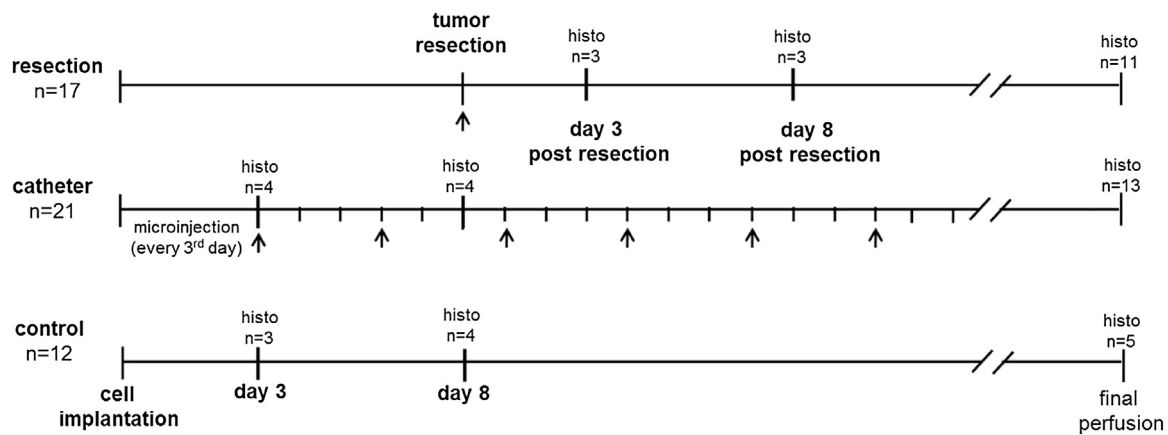 tumor
resection
histo
n=3
histo
n=3
histo
n=11
resection
n=17
day 3
post resection
day 8
post resection
histo
n=4
histo
n=4
histo
n=13
catheter
n=21
microinjection
(every 3rd day)
histo
n=3
histo
n=4
histo
n=5
control
n=12
cell
implantation
day 3
day 8
final
perfusion